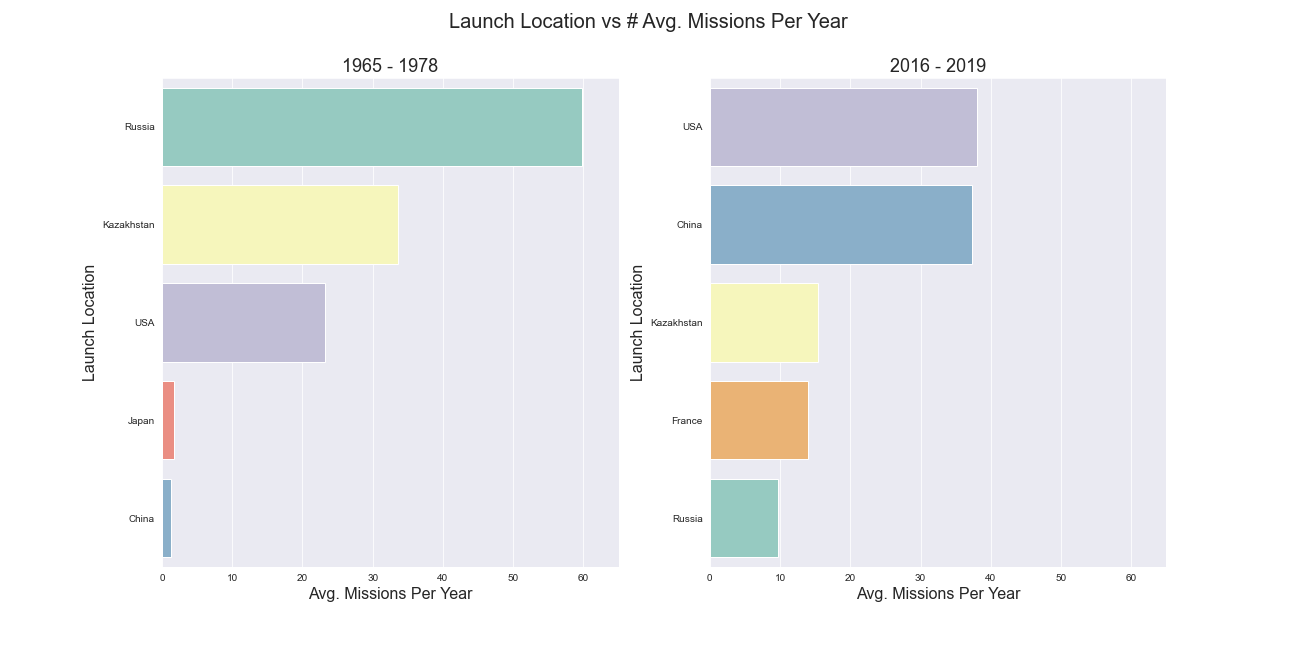 Launch Location vs # Avg. Missions Per Year
1965 - 1978
Launch Location
Russia
Kazakhstan
USA
Japan
China
0 10 20 30 40 50 60
Avg. Missions Per Year
2016 - 2019
Launch Location
USA
China
Kazakhstan
France
Russia
0 10 20 30 40 50 60
Avg. Missions Per Year